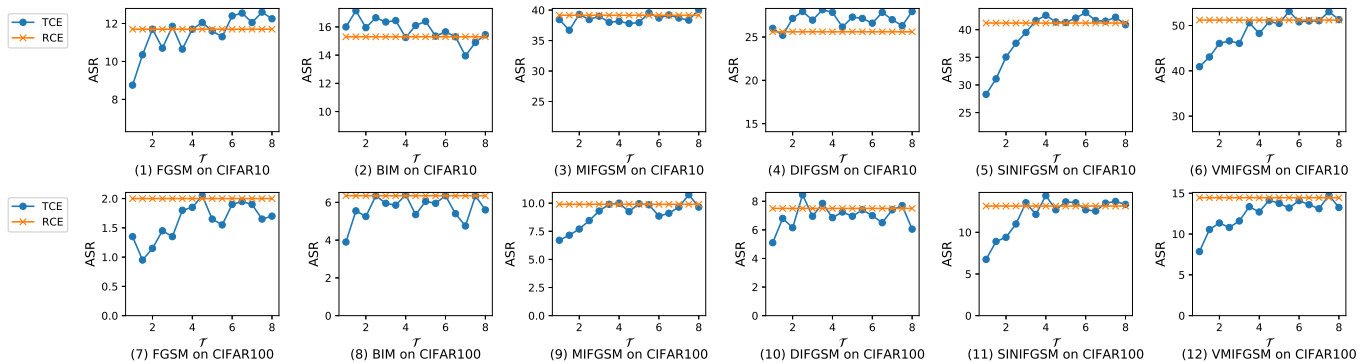 TCE
RCE
ASR
12
10
8
2 4 6 8
𝒯
(1) FGSM on CIFAR10
ASR
16
14
12
10
2 4 6 8
𝒯
(2) BIM on CIFAR10
ASR
40
35
30
25
2 4 6 8
𝒯
(3) MIFGSM on CIFAR10
ASR
25
20
15
2 4 6 8
𝒯
(4) DIFGSM on CIFAR10
ASR
40
35
30
25
2 4 6 8
𝒯
(5) SINIFGSM on CIFAR10
ASR
50
40
30
2 4 6 8
𝒯
(6) VMIFGSM on CIFAR10
TCE
RCE
ASR
2.0
1.5
1.0
0.5
0.0
2 4 6 8
𝒯
(7) FGSM on CIFAR100
ASR
6
4
2
0
2 4 6 8
𝒯
(8) BIM on CIFAR100
ASR
10.0
7.5
5.0
2.5
0.0
2 4 6 8
𝒯
(9) MIFGSM on CIFAR100
ASR
8
6
4
2
0
2 4 6 8
𝒯
(10) DIFGSM on CIFAR100
ASR
10
5
0
2 4 6 8
𝒯
(11) SINIFGSM on CIFAR100
ASR
15
10
5
0
2 4 6 8
𝒯
(12) VMIFGSM on CIFAR100